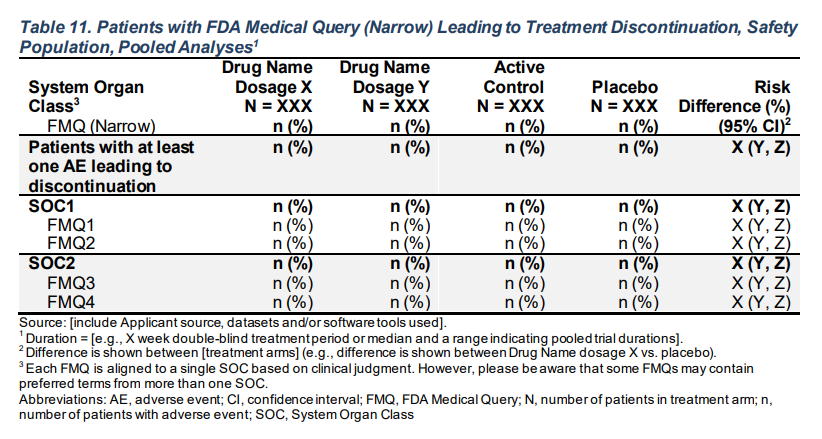 Table 11. Patients with FDA Medical Query (Narrow) Leading to Treatment Discontinuation, Safety
Population, Pooled Analyses1
System Organ Class3 Drug Name Dosage X N = XXX Drug Name Dosage Y N = XXX Active Control N = XXX Placebo N = XXX Risk Difference (%) (95% CI)2
FMQ (Narrow) n (%) n (%) n (%) n (%)
Patients with at least one AE leading to discontinuation n (%) n (%) n (%) n (%) X (Y, Z)
SOC1 n (%) n (%) n (%) n (%) X (Y, Z)
FMQ1 n (%) n (%) n (%) n (%) X (Y, Z)
FMQ2 n (%) n (%) n (%) n (%) X (Y, Z)
SOC2 n (%) n (%) n (%) n (%) X (Y, Z)
FMQ3 n (%) n (%) n (%) n (%) X (Y, Z)
FMQ4 n (%) n (%) n (%) n (%) X (Y, Z)
Source: [include Applicant source, datasets and/or software tools used].
1 Duration = [e.g., X week double-blind treatment period or median and a range indicating pooled trial durations].
2 Difference is shown between [treatment arms] (e.g., difference is shown between Drug Name dosage X vs. placebo).
3 Each FMQ is aligned to a single SOC based on clinical judgment. However, please be aware that some FMQs may contain
preferred terms from more than one SOC.
Abbreviations: AE, adverse event; CI, confidence interval; FMQ, FDA Medical Query; N, number of patients in treatment arm; n,
number of patients with adverse event; SOC, System Organ Class